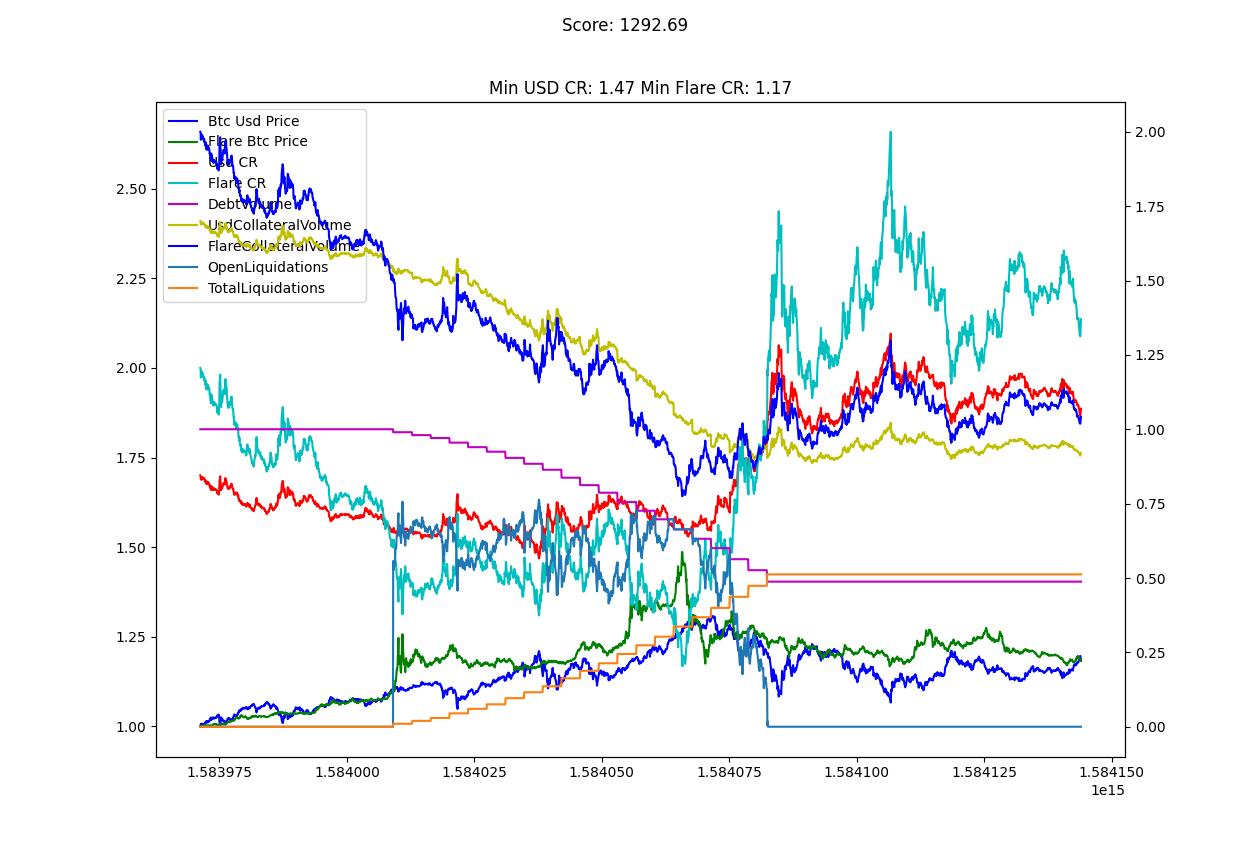 Score: 1292.69
Min USD CR: 1.47 Min Flare CR: 1.17
Btc Usd Price
Flare Btc Price
Usd CR
Flare CR
DebtVolume
UsdCollateralVolume
FlareCollateralVolume
OpenLiquidations
TotalLiquidations
2.50
2.25
2.00
1.75
1.50
1.25
1.00
2.00
1.75
1.50
1.25
1.00
0.75
0.50
0.25
0.00
1.583975 1.584000 1.584025 1.584050 1.584075 1.584100 1.584125 1.584150
1e15